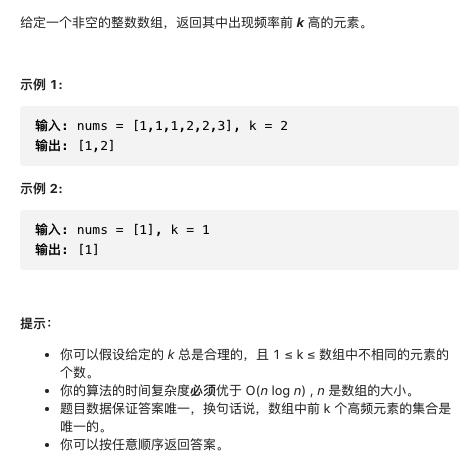 给定一个非空的整数数组，返回其中出现频率前 k 高的元素。
示例 1:
输入: nums = [1,1,1,2,2,3], k = 2
输出: [1,2]
示例 2:
输入: nums = [1], k = 1
输出: [1]
提示：
• 你可以假设给定的 k 总是合理的，且 1 ≤ k ≤ 数组中不相同的元素的
个数。
• 你的算法的时间复杂度必须优于 O(n log n) , n 是数组的大小。
• 题目数据保证答案唯一，换句话说，数组中前 k 个高频元素的集合是
唯一的。
• 你可以按任意顺序返回答案。